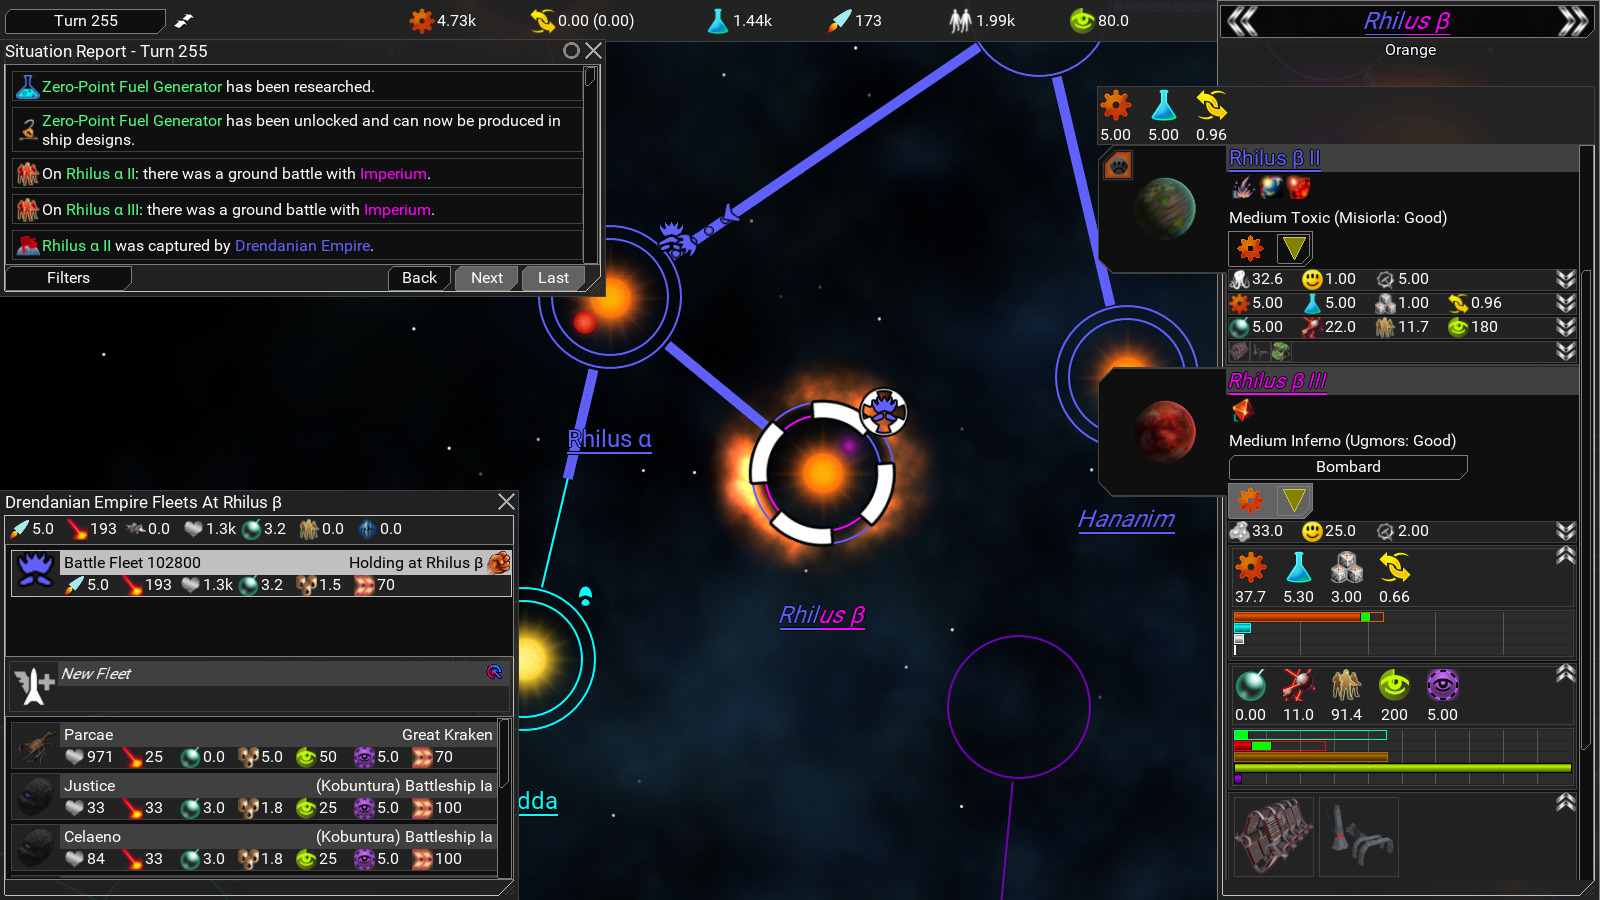 Turn 255
4.73k
0.00 (0.00)
1.44k
173
1.99k
80.0
Rhilus β
Orange
Situation Report - Turn 255
Zero-Point Fuel Generator has been researched.
Zero-Point Fuel Generator has been unlocked and can now be produced in
ship designs.
On Rhilus α II: there was a ground battle with Imperium.
On Rhilus α III: there was a ground battle with Imperium.
Rhilus α II was captured by Drendanian Empire.
Filters
Back
Next
Last
5.00
5.00
0.96
Rhilus β II
Medium Toxic (Misiorla: Good)
32.6
1.00
5.00
5.00
5.00
1.00
0.96
5.00
22.0
11.7
180
Rhilus β III
Medium Inferno (Ugmors: Good)
Bombard
33.0
25.0
2.00
37.7
5.30
3.00
0.66
0.00
11.0
91.4
200
5.00
Rhilus α
Hananim
Rhilus β
dda
Drendanian Empire Fleets At Rhilus β
5.0
193
0.0
1.3k
3.2
0.0
0.0
Battle Fleet 102800
Holding at Rhilus β
5.0
193
1.3k
3.2
1.5
70
New Fleet
Parcae
Great Kraken
971
25
0.0
5.0
50
5.0
70
Justice
(Kobuntura) Battleship Ia
33
33
3.0
1.8
25
5.0
100
Celaeno
(Kobuntura) Battleship Ia
84
33
3.0
1.8
25
5.0
100